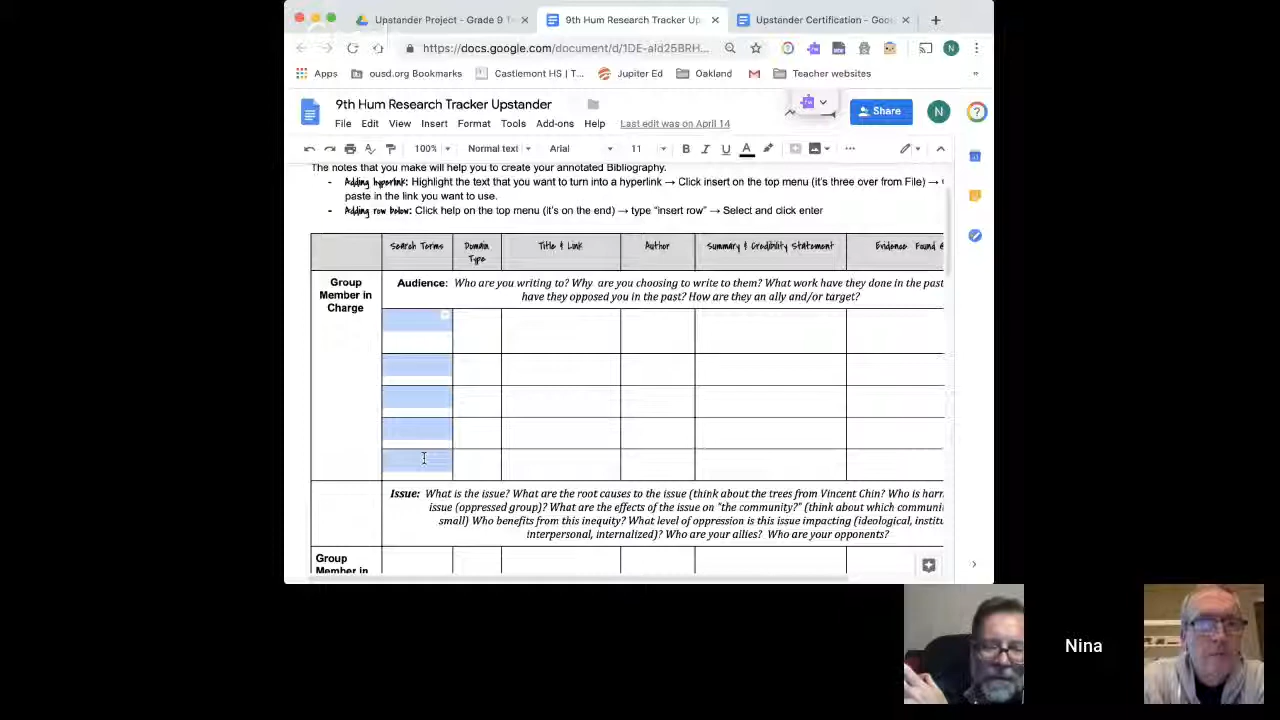 Upstander Project - Grade 9 T
9th Hum Research Tracker Up
Upstander Certification - Goo
https://docs.google.com/document/d/1DE-ald25BRH...
N
Apps
ousd.org Bookmarks
Castlemont HS | T...
Jupiter Ed
Oakland
Teacher websites
9th Hum Research Tracker Upstander
Share
N
File Edit View Insert Format Tools Add-ons Help Last edit was on April 14
100% Normal text Arial 11 B I U A
The notes that you make will help you to create your annotated Bibliography.
- Adding hyperlink: Highlight the text that you want to turn into a hyperlink → Click insert on the top menu (it's three over from File) →
paste in the link you want to use.
- Adding row below: Click help on the top menu (it's on the end) → type "insert row" → Select and click enter
Search Terms
Domain
Type
Title & Link
Author
Summary & Credibility Statement
Evidence Found
Group
Member in
Charge
Audience: Who are you writing to? Why are you choosing to write to them? What work have they done in the past
have they opposed you in the past? How are they an ally and/or target?
Issue: What is the issue? What are the root causes to the issue (think about the trees from Vincent Chin? Who is harn
issue (oppressed group)? What are the effects of the issue on "the community?" (think about which communi
small) Who benefits from this inequity? What level of oppression is this issue impacting (ideological, institu
interpersonal, internalized)? Who are your allies? Who are your opponents?
Group
Member in
Nina